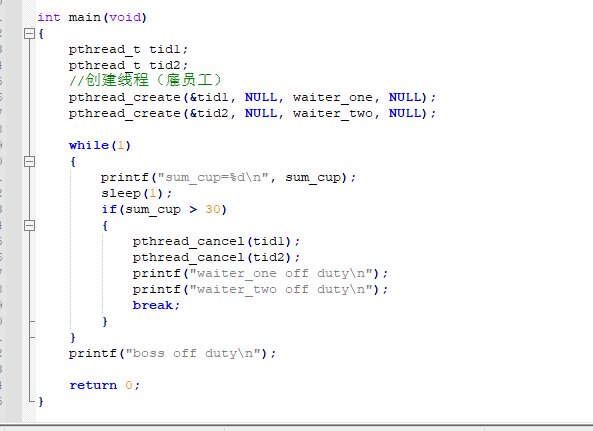 int main(void)
{
    pthread_t tid1;
    pthread_t tid2;
    //创建线程（雇员工）
    pthread_create(&tid1, NULL, waiter_one, NULL);
    pthread_create(&tid2, NULL, waiter_two, NULL);

    while(1)
    {
        printf("sum_cup=%d\n", sum_cup);
        sleep(1);
        if(sum_cup > 30)
        {
            pthread_cancel(tid1);
            pthread_cancel(tid2);
            printf("waiter_one off duty\n");
            printf("waiter_two off duty\n");
            break;
        }
    }
    printf("boss off duty\n");

    return 0;
}